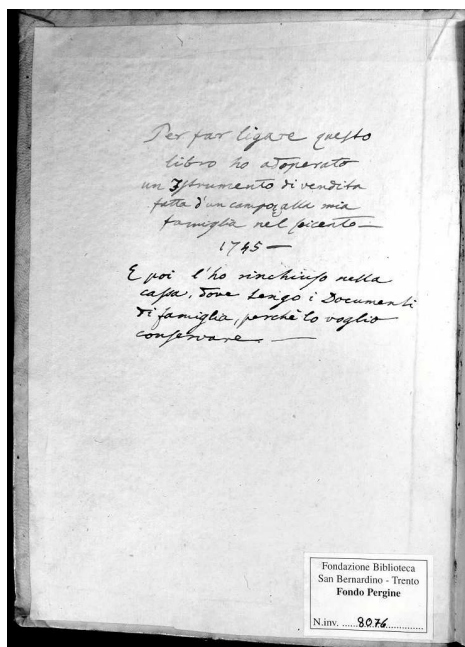 Per far ligare questo
libro ho adoperato
un Istrumento di vendita
fatta d'un campo alla mia
famiglia nel seicento —
1745 —
E poi l'ho rinchiuso nella
cassa, dove tengo i Documenti
di famiglia, perchè lo voglio
conservare. —
Fondazione Biblioteca
San Bernardino - Trento
Fondo Pergine
N.inv. ...... 8076 ..............